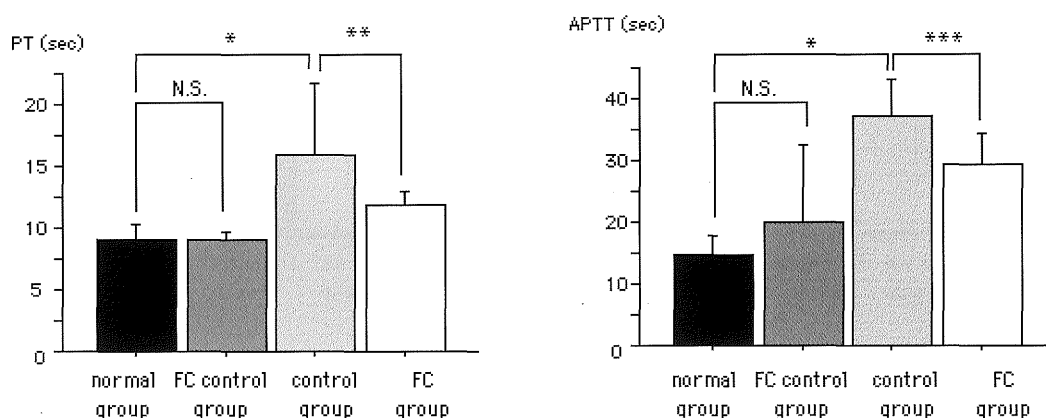 PT (sec)
*
**
N.S.
20
15
10
5
0
normal group
FC control group
control group
FC group
APTT (sec)
*
***
N.S.
40
30
20
10
0
normal group
FC control group
control group
FC group